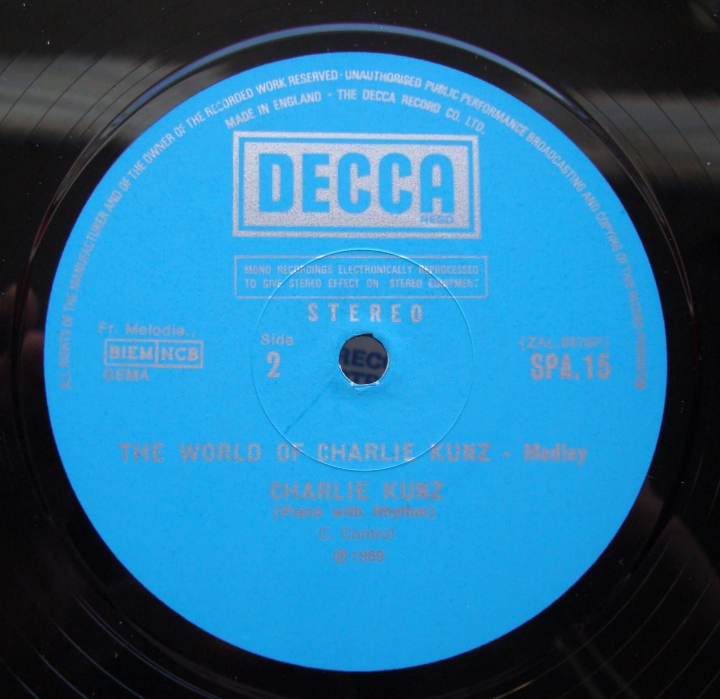 ALL RIGHTS OF THE MANUFACTURER AND OF THE OWNER OF THE RECORDED WORK RESERVED · UNAUTHORISED PUBLIC PERFORMANCE BROADCASTING AND COPYING OF THIS RECORD PROHIBITED
MADE IN ENGLAND · THE DECCA RECORD CO. LTD.
DECCA
REGD
MONO RECORDINGS ELECTRONICALLY REPROCESSED
TO GIVE STEREO EFFECT ON STEREO EQUIPMENT
STEREO
Fr. Melodie.,
BIEM NCB
GEMA
Side
2
REC
SPA.15
THE WORLD OF CHARLIE KUNZ - Medley
CHARLIE KUNZ
(Piano with Rhythm)
C. Control
℗ 1969